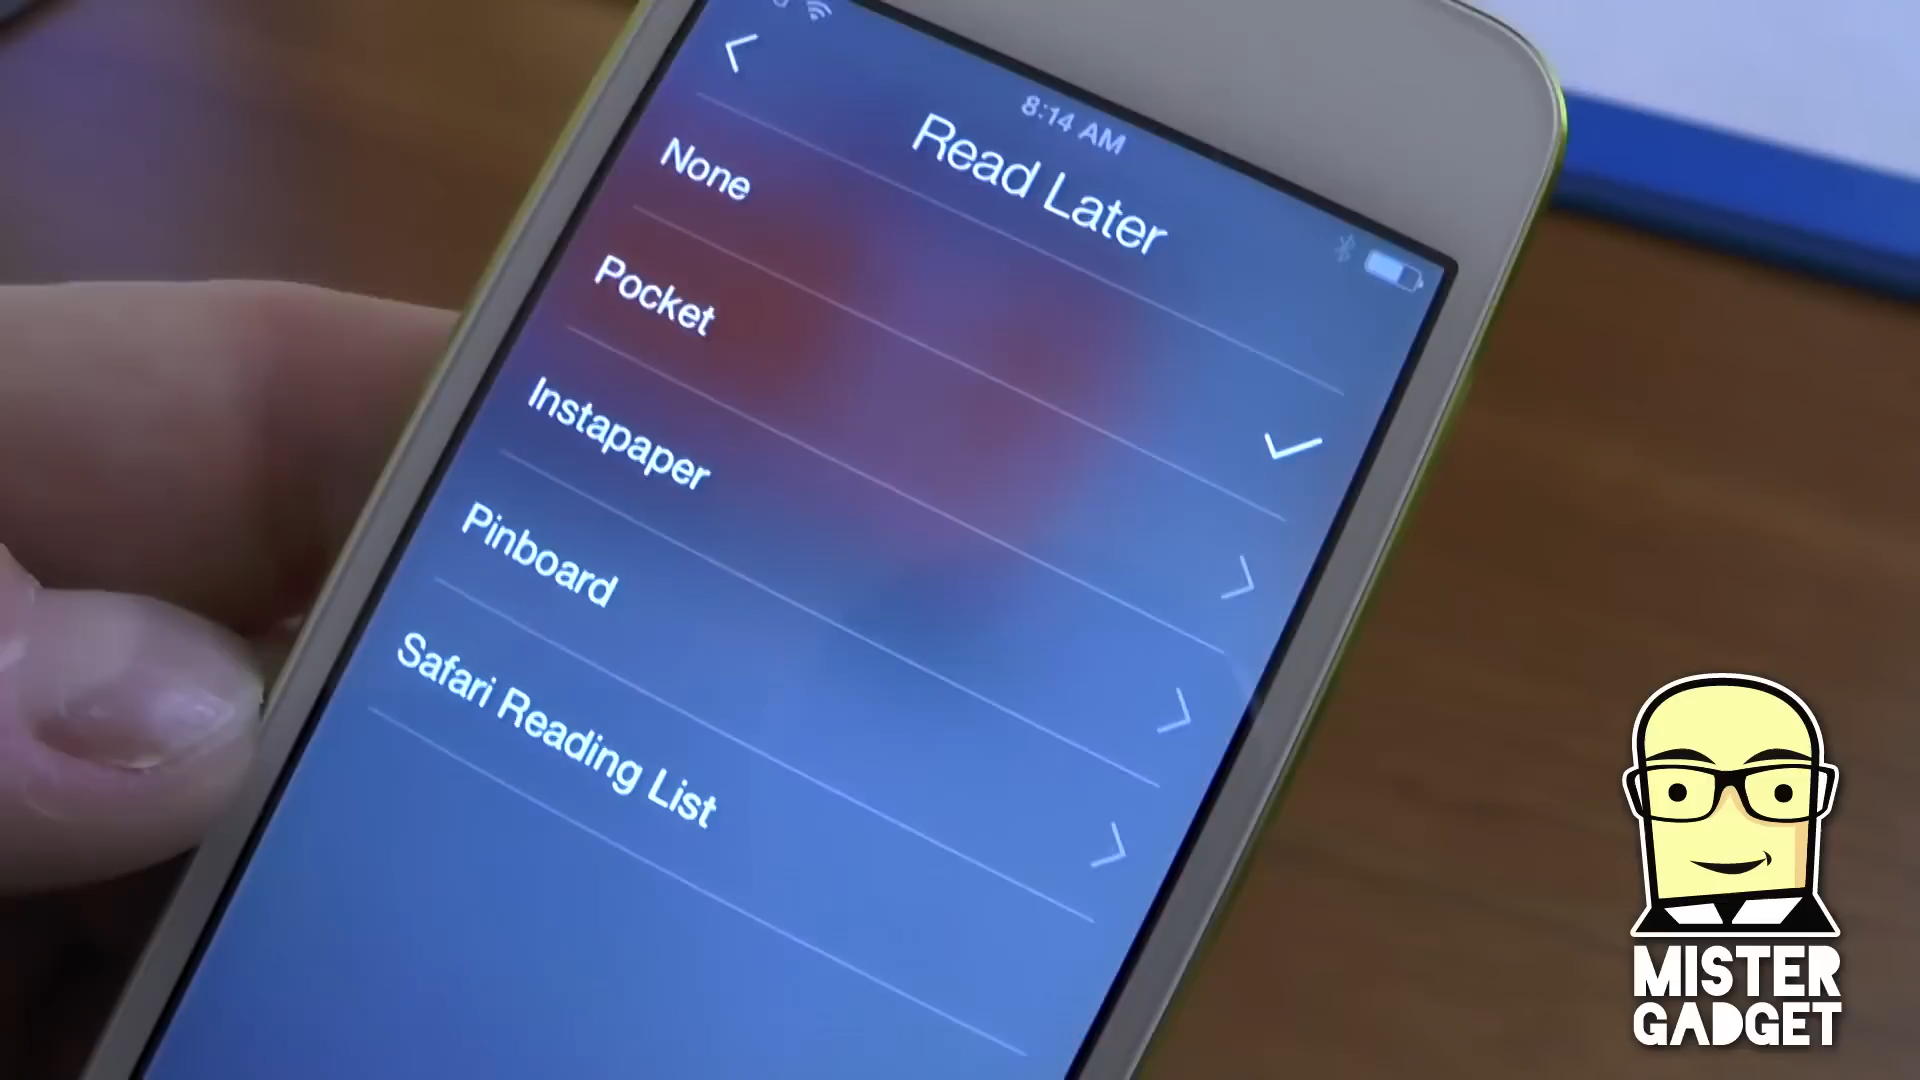 8:14 AM
Read Later
None
Pocket
Instapaper
Pinboard
Safari Reading List
MISTER
GADGET